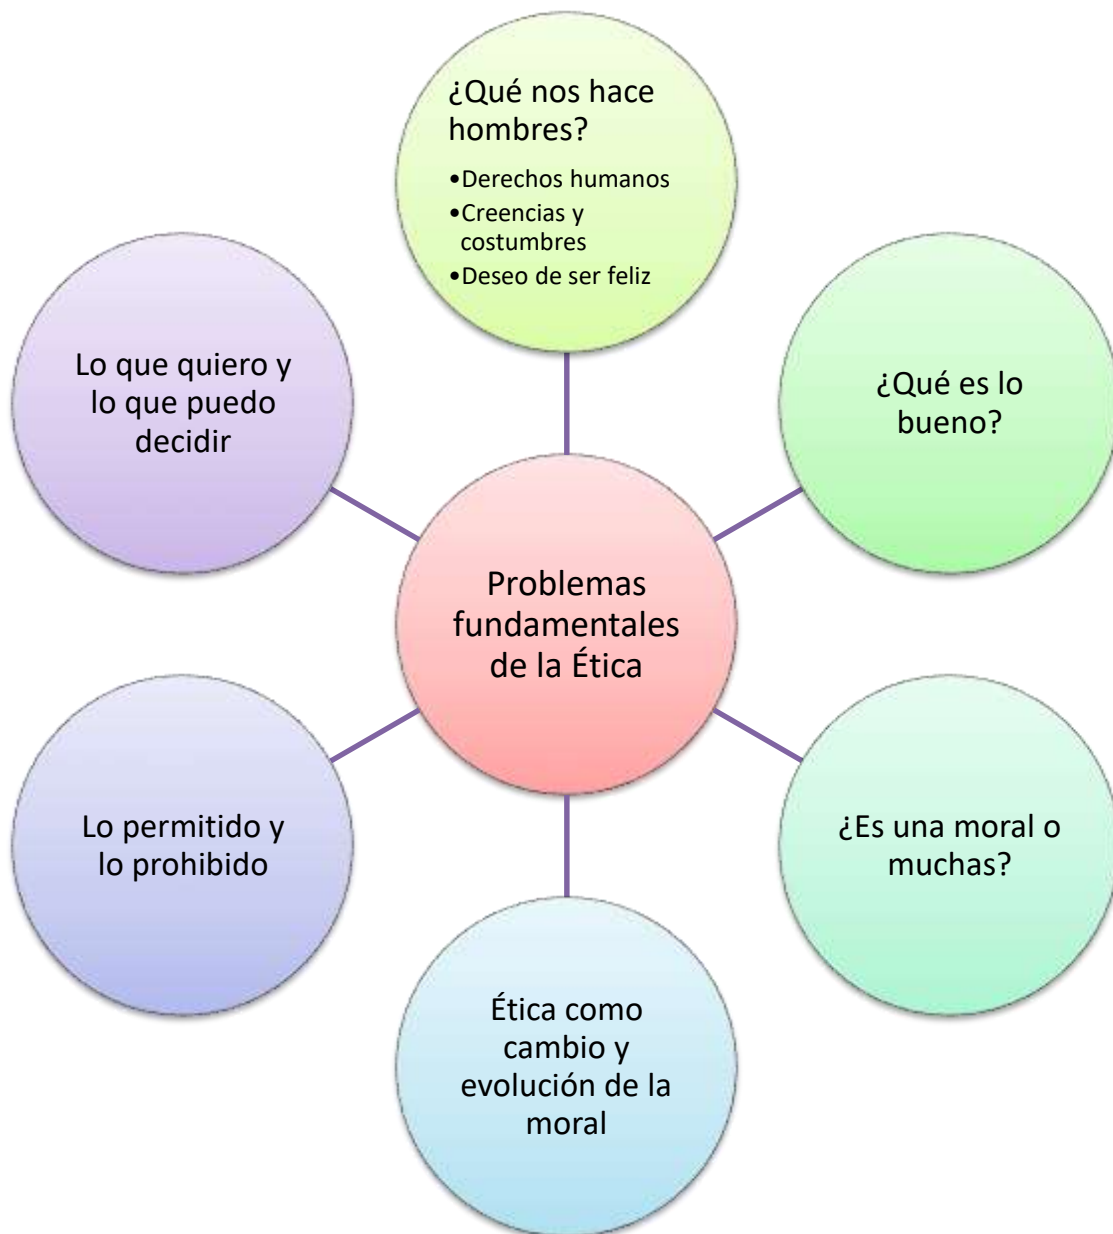 ¿Qué nos hace
hombres?
•Derechos humanos
•Creencias y
costumbres
•Deseo de ser feliz
¿Qué es lo
bueno?
¿Es una moral o
muchas?
Ética como
cambio y
evolución de la
moral
Lo permitido y
lo prohibido
Lo que quiero y
lo que puedo
decidir
Problemas
fundamentales
de la Ética